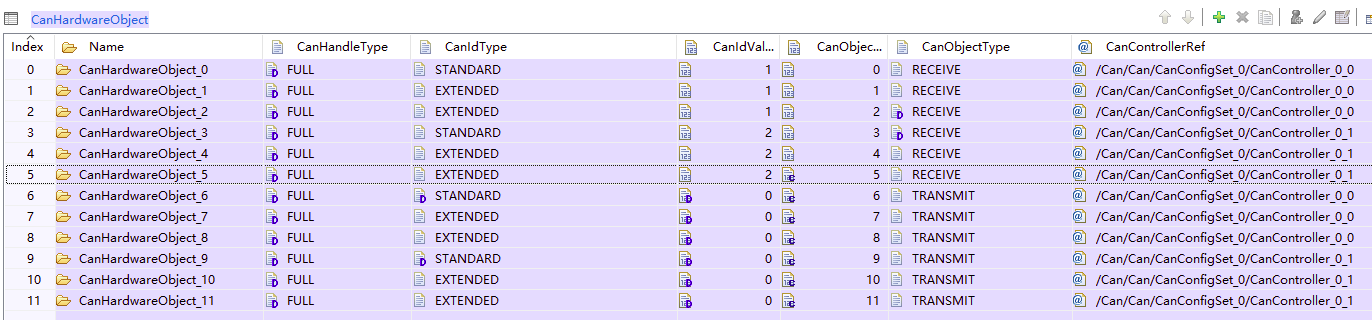 CanHardwareObject
Index Name CanHandleType CanIdType CanIdVal... CanObjec... CanObjectType CanControllerRef
0 CanHardwareObject_0 FULL STANDARD 1 0 RECEIVE /Can/Can/CanConfigSet_0/CanController_0_0
1 CanHardwareObject_1 FULL EXTENDED 1 1 RECEIVE /Can/Can/CanConfigSet_0/CanController_0_0
2 CanHardwareObject_2 FULL EXTENDED 1 2 RECEIVE /Can/Can/CanConfigSet_0/CanController_0_0
3 CanHardwareObject_3 FULL STANDARD 2 3 RECEIVE /Can/Can/CanConfigSet_0/CanController_0_1
4 CanHardwareObject_4 FULL EXTENDED 2 4 RECEIVE /Can/Can/CanConfigSet_0/CanController_0_1
5 CanHardwareObject_5 FULL EXTENDED 2 5 RECEIVE /Can/Can/CanConfigSet_0/CanController_0_1
6 CanHardwareObject_6 FULL STANDARD 0 6 TRANSMIT /Can/Can/CanConfigSet_0/CanController_0_0
7 CanHardwareObject_7 FULL EXTENDED 0 7 TRANSMIT /Can/Can/CanConfigSet_0/CanController_0_0
8 CanHardwareObject_8 FULL EXTENDED 0 8 TRANSMIT /Can/Can/CanConfigSet_0/CanController_0_0
9 CanHardwareObject_9 FULL STANDARD 0 9 TRANSMIT /Can/Can/CanConfigSet_0/CanController_0_1
10 CanHardwareObject_10 FULL EXTENDED 0 10 TRANSMIT /Can/Can/CanConfigSet_0/CanController_0_1
11 CanHardwareObject_11 FULL EXTENDED 0 11 TRANSMIT /Can/Can/CanConfigSet_0/CanController_0_1